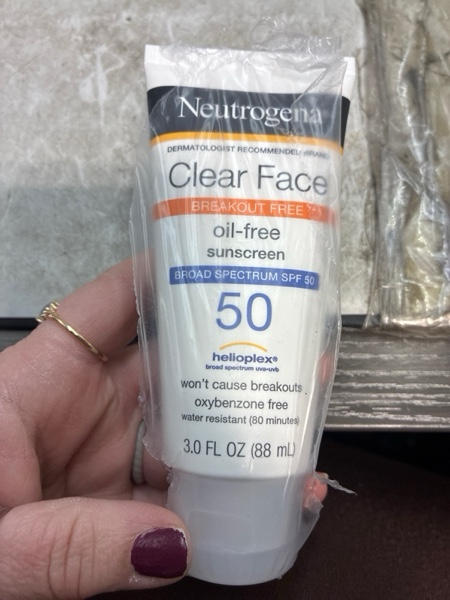 Neutrogena
DERMATOLOGIST RECOMMENDED BRAND
Clear Face
BREAKOUT FREE
oil-free
sunscreen
BROAD SPECTRUM SPF 50
50
helioplex®
broad spectrum uva-uvb
won't cause breakouts
oxybenzone free
water resistant (80 minutes)
3.0 FL OZ (88 mL)